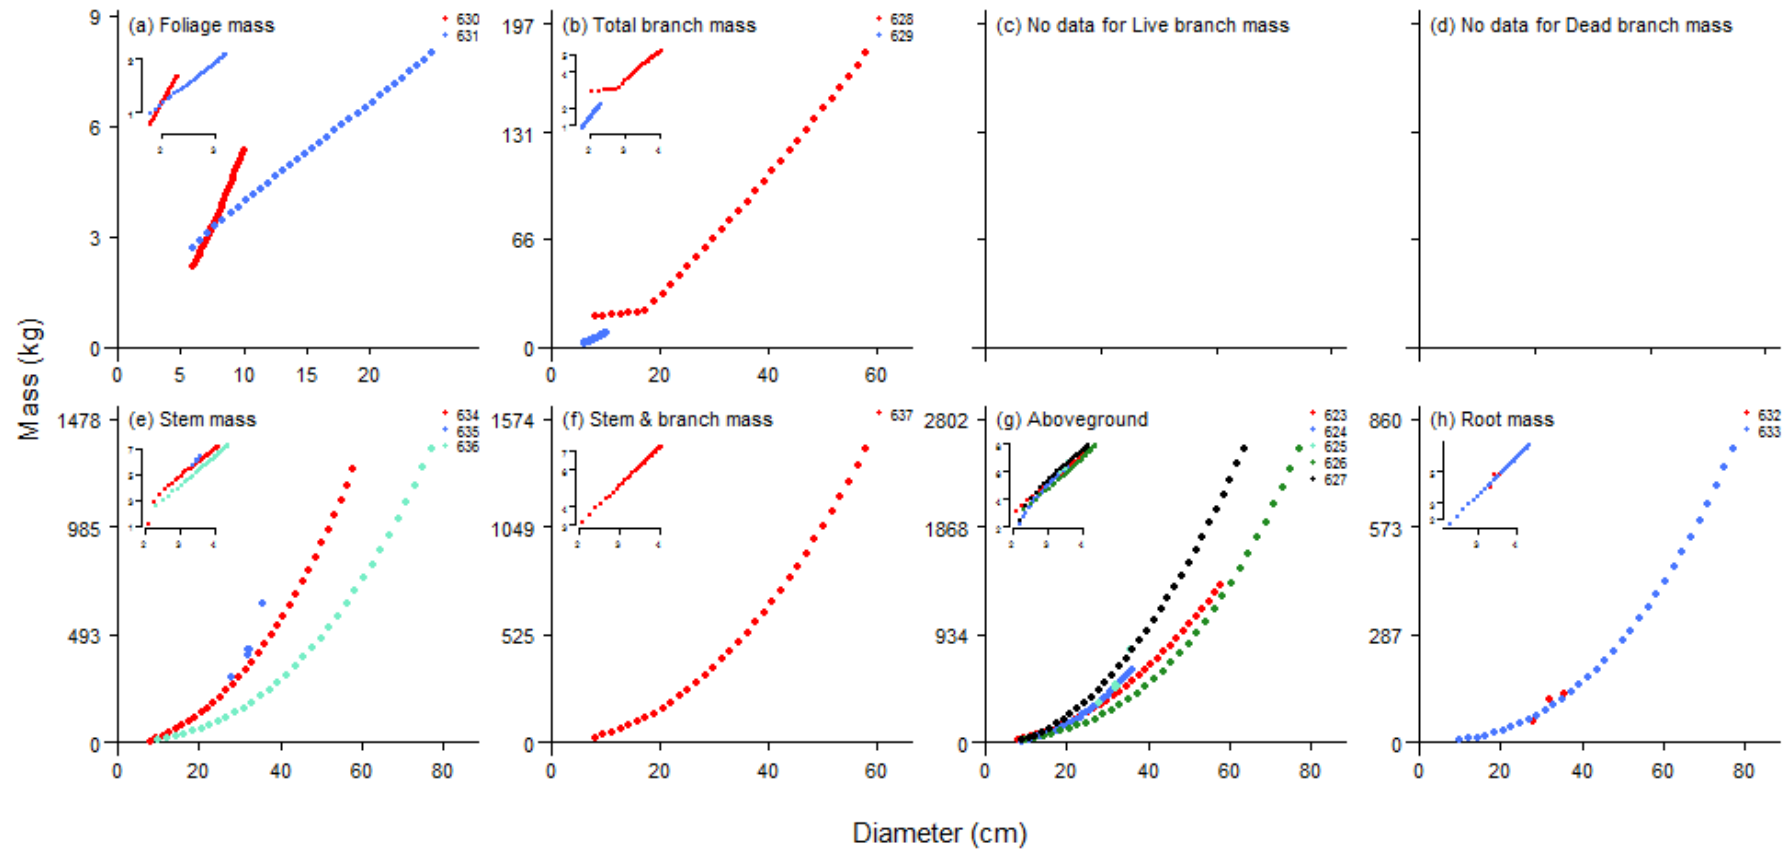 Mass (kg)
(a) Foliage mass
630
631
9
6
3
0
0 5 10 15 20
(b) Total branch mass
628
629
197
131
66
0
0 20 40 60
(c) No data for Live branch mass
(d) No data for Dead branch mass
(e) Stem mass
634
635
636
1478
985
493
0
0 20 40 60 80
(f) Stem & branch mass
637
1574
1049
525
0
0 20 40 60
(g) Aboveground
623
624
625
626
627
2802
1868
934
0
0 20 40 60 80
(h) Root mass
632
633
860
573
287
0
0 20 40 60 80
Diameter (cm)